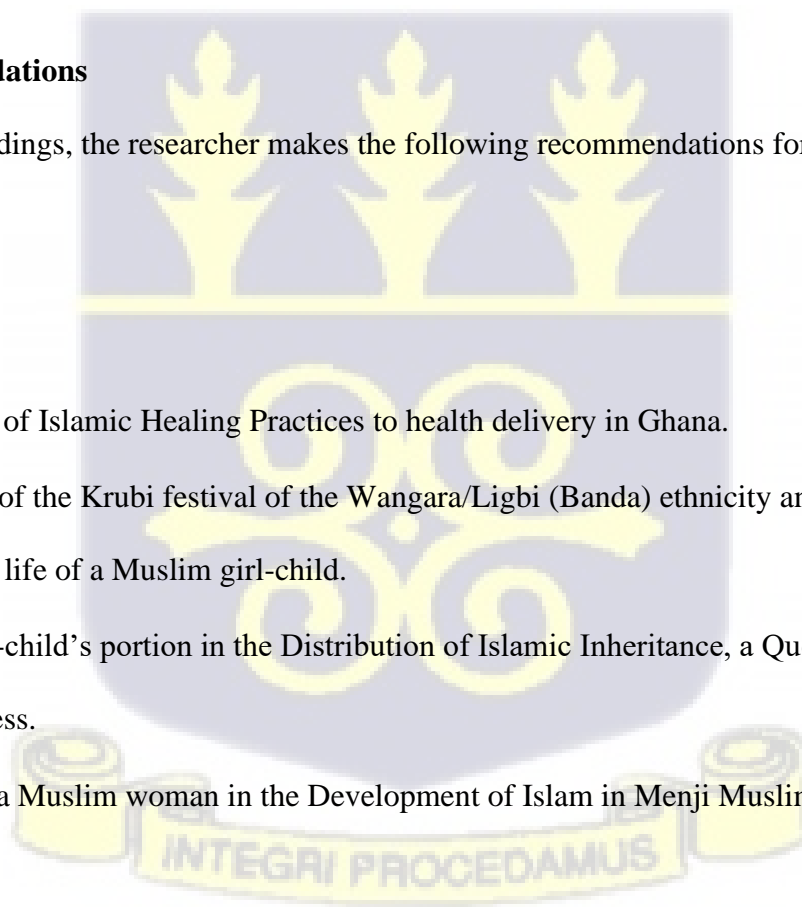 dations
dings, the researcher makes the following recommendations for
of Islamic Healing Practices to health delivery in Ghana.
of the Krubi festival of the Wangara/Ligbi (Banda) ethnicity an
life of a Muslim girl-child.
-child’s portion in the Distribution of Islamic Inheritance, a Qu
ess.
a Muslim woman in the Development of Islam in Menji Muslim
INTEGRI PROCEDAMUS